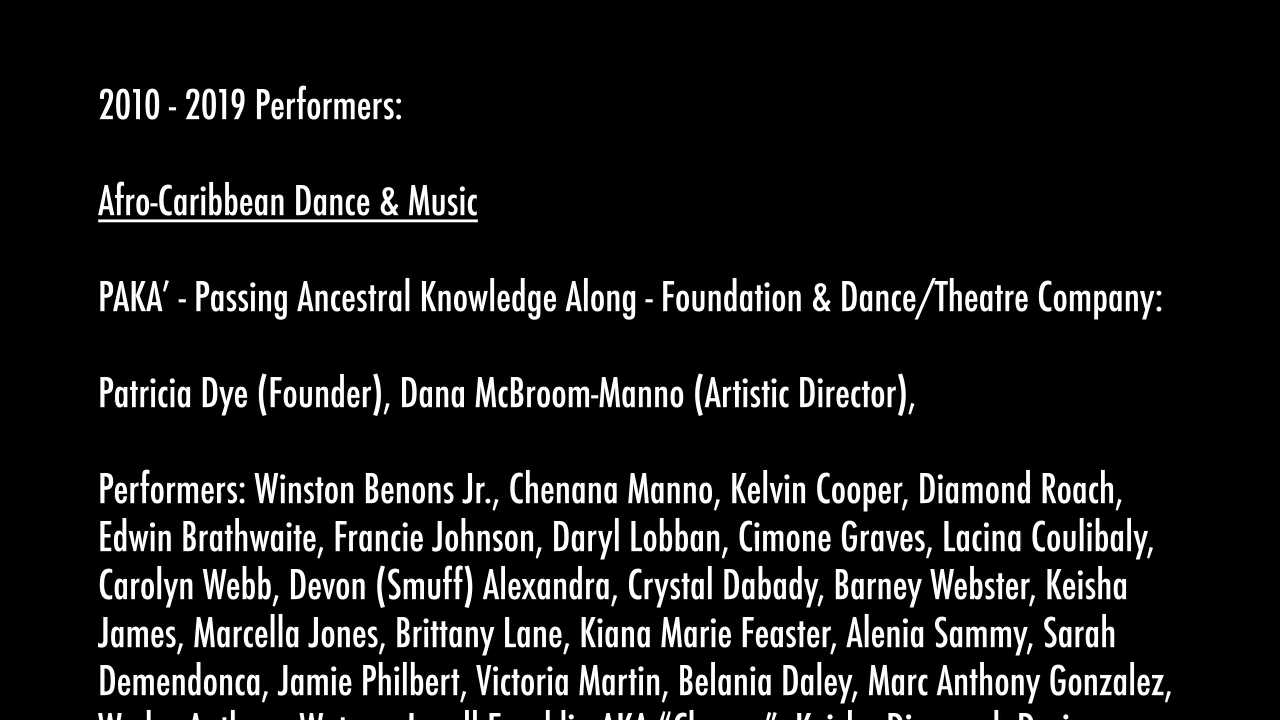 2010 - 2019 Performers:
Afro-Caribbean Dance & Music
PAKA’ - Passing Ancestral Knowledge Along - Foundation & Dance/Theatre Company:
Patricia Dye (Founder), Dana McBroom-Manno (Artistic Director),
Performers: Winston Benons Jr., Chenana Manno, Kelvin Cooper, Diamond Roach,
Edwin Brathwaite, Francie Johnson, Daryl Lobban, Cimone Graves, Lacina Coulibaly,
Carolyn Webb, Devon (Smuff) Alexandra, Crystal Dabady, Barney Webster, Keisha
James, Marcella Jones, Brittany Lane, Kiana Marie Feaster, Alenia Sammy, Sarah
Demendonca, Jamie Philbert, Victoria Martin, Belania Daley, Marc Anthony Gonzalez,